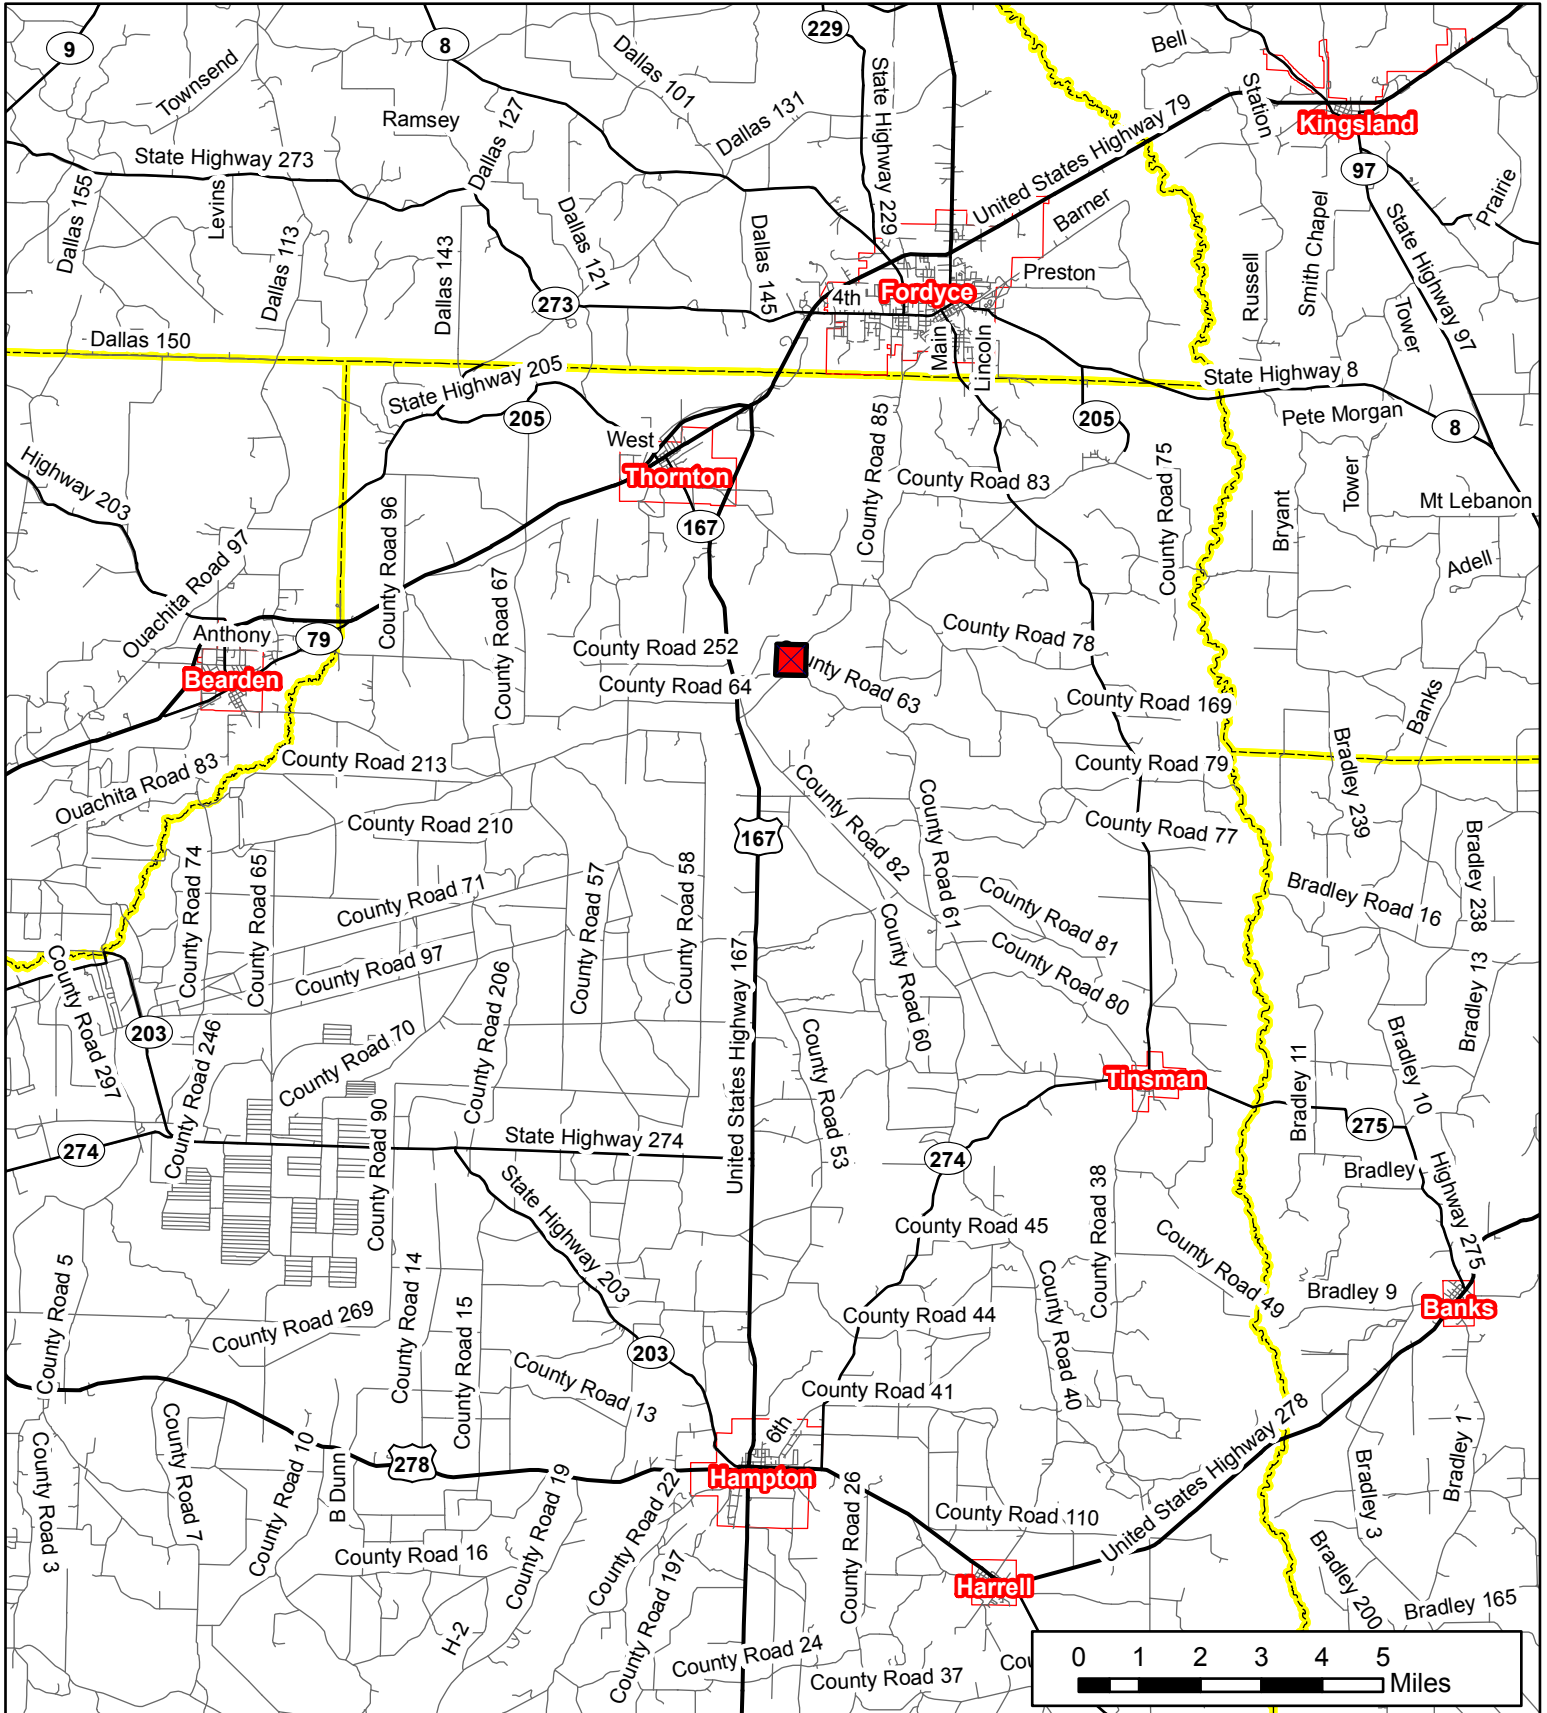 9
8
229
Bell
Townsend
Dallas 101
State Highway 229
Station
Kingsland
Ramsey
Dallas 127
Dallas 131
United States Highway 79
State Highway 273
97
Dallas 155
Levins
Dallas 113
Dallas 143
Dallas 121
Dallas 145
Barner
Prairie
State Highway 97
Smith Chapel
Russell
Preston
Fordyce
4th
273
Tower
Main
Lincoln
Dallas 150
State Highway 205
State Highway 8
205
205
Pete Morgan
8
West
County Road 85
County Road 75
Highway 203
Thornton
County Road 83
Tower
Mt Lebanon
Bryant
167
County Road 96
Ouachita Road 97
County Road 67
Adell
Anthony
79
County Road 252
County Road 78
Bearden
County Road 64
unty Road 63
County Road 169
Banks
Ouachita Road 83
County Road 213
County Road 79
Bradley 239
County Road 210
167
County Road 82
County Road 61
County Road 77
Bradley 238
County Road 74
County Road 65
County Road 71
County Road 57
County Road 58
Bradley Road 16
County Road 81
County Road 97
County Road 60
County Road 80
Bradley 13
County Road 297
203
County Road 246
County Road 70
County Road 206
United States Highway 167
County Road 53
Tinsman
Bradley 11
Bradley 10
275
274
County Road 90
State Highway 274
274
Bradley
Highway 275
State Highway 203
County Road 45
County Road 38
County Road 49
County Road 5
County Road 14
County Road 15
County Road 40
Bradley 9
Banks
County Road 269
203
County Road 44
County Road 13
County Road 41
6th
United States Highway 278
County Road 3
County Road 7
County Road 10
B Dunn
278
Hampton
County Road 19
County Road 22
County Road 26
County Road 110
Bradley 3
Bradley 1
County Road 16
County Road 197
Harrell
Bradley 200
Bradley 165
H-2
County Road 24
County Road 37
Cou
0 1 2 3 4 5
Miles